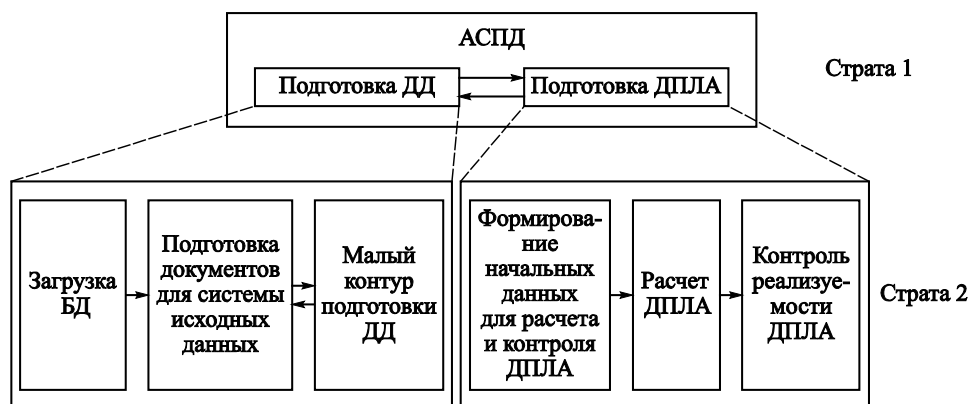 АСПД
Страта 1
Подготовка ДД
Подготовка ДПЛА
Загрузка
БД
Подготовка
документов
для системы
исходных
данных
Малый
контур
подготовки
ДД
Формирова-
ние
начальных
данных
для расчета
и контроля
ДПЛА
Расчет
ДПЛА
Контроль
реализуе-
мости
ДПЛА
Страта 2